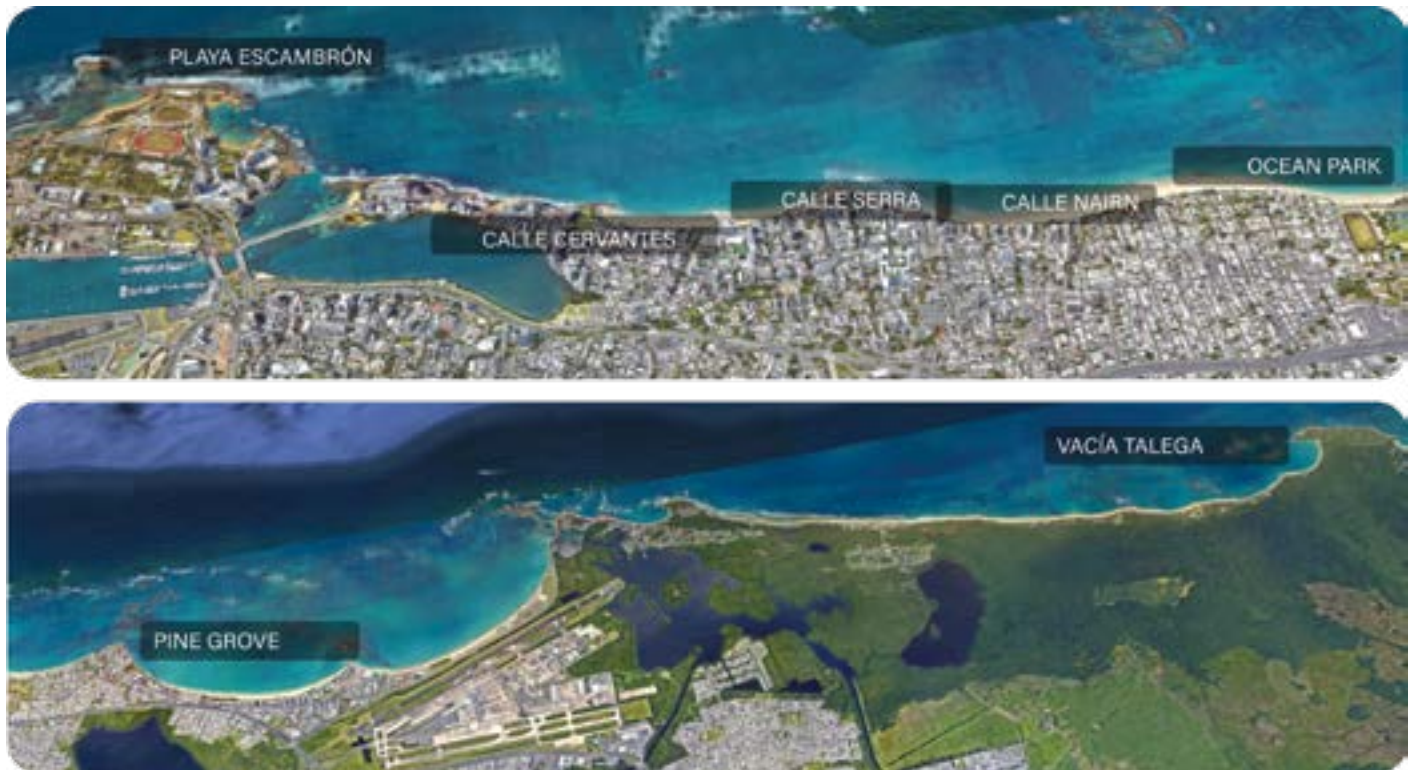 PLAYA ESCAMBRÓN
OCEAN PARK
CALLE SERRA
CALLE NAIRN
CALLE CERVANTES
VACÍA TALEGA
PINE GROVE